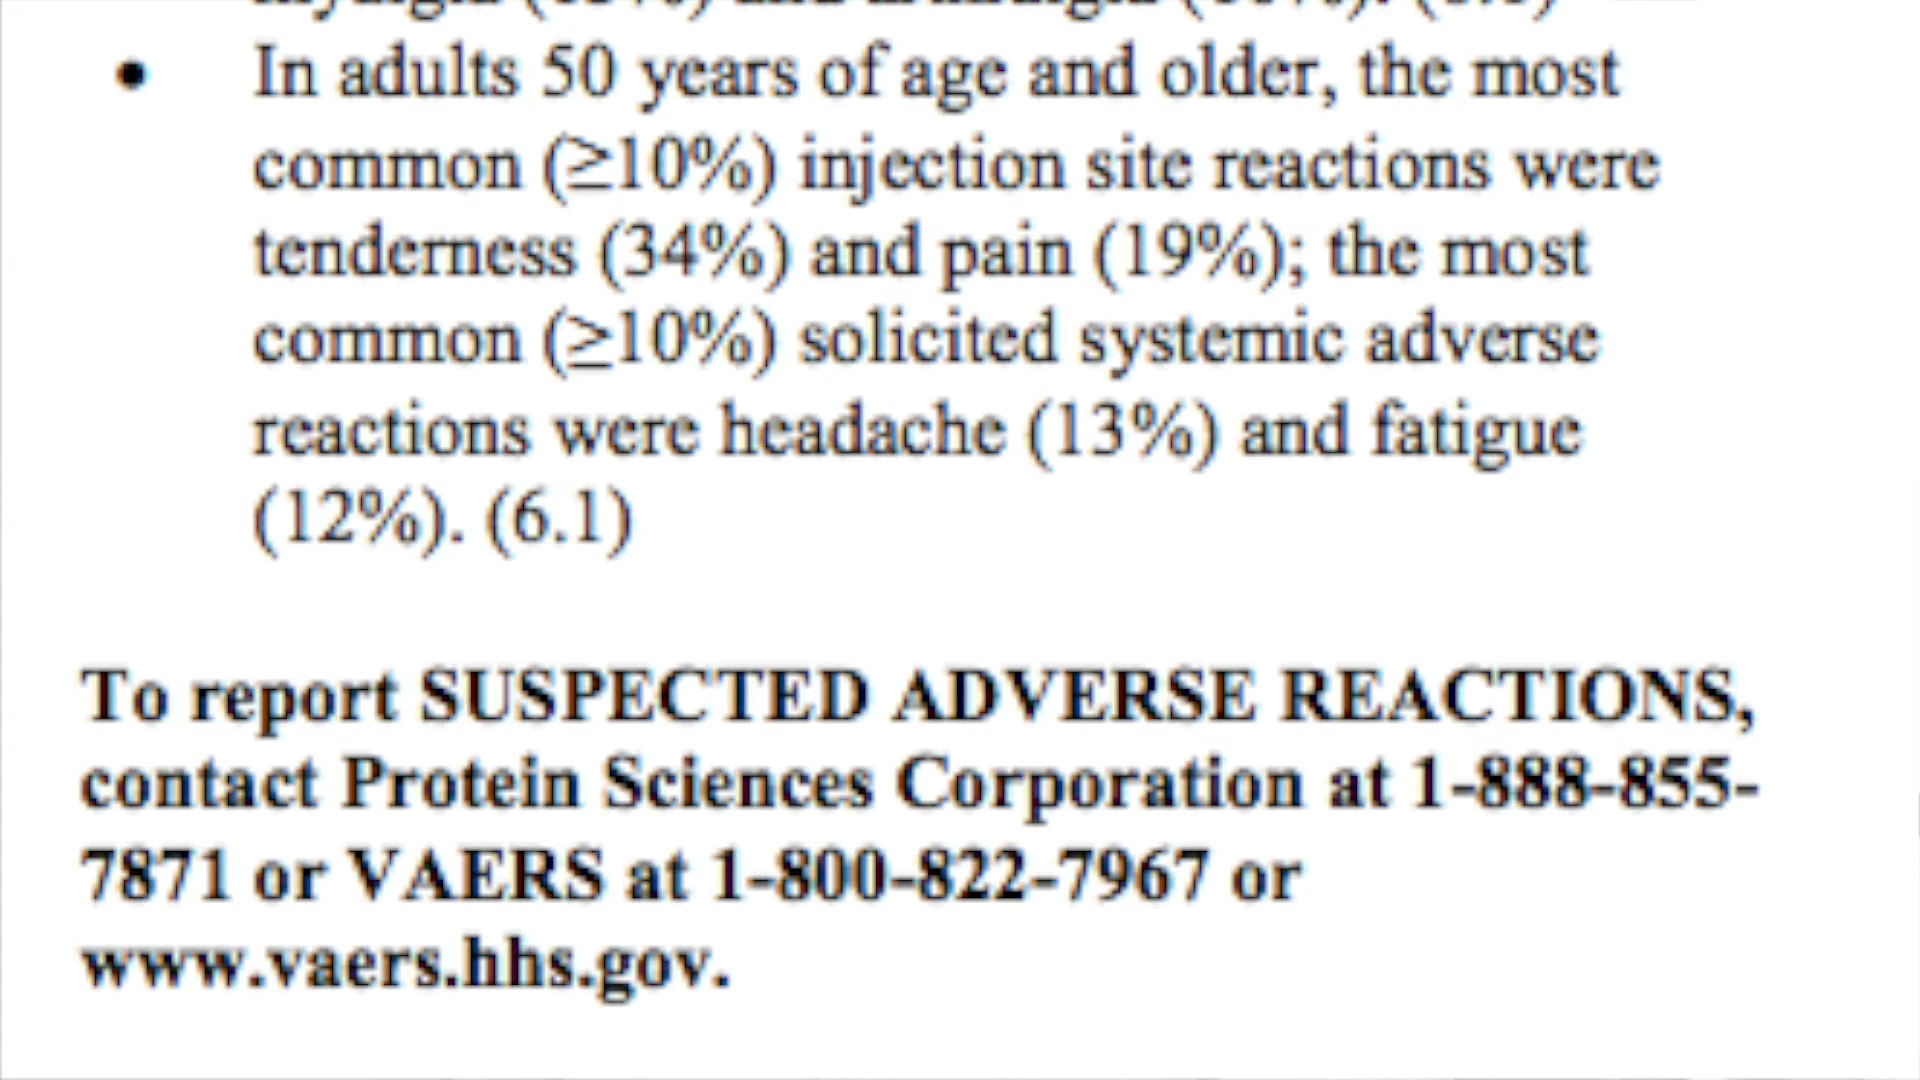 • In adults 50 years of age and older, the most
common (≥10%) injection site reactions were
tenderness (34%) and pain (19%); the most
common (≥10%) solicited systemic adverse
reactions were headache (13%) and fatigue
(12%). (6.1)
To report SUSPECTED ADVERSE REACTIONS,
contact Protein Sciences Corporation at 1-888-855-
7871 or VAERS at 1-800-822-7967 or
www.vaers.hhs.gov.